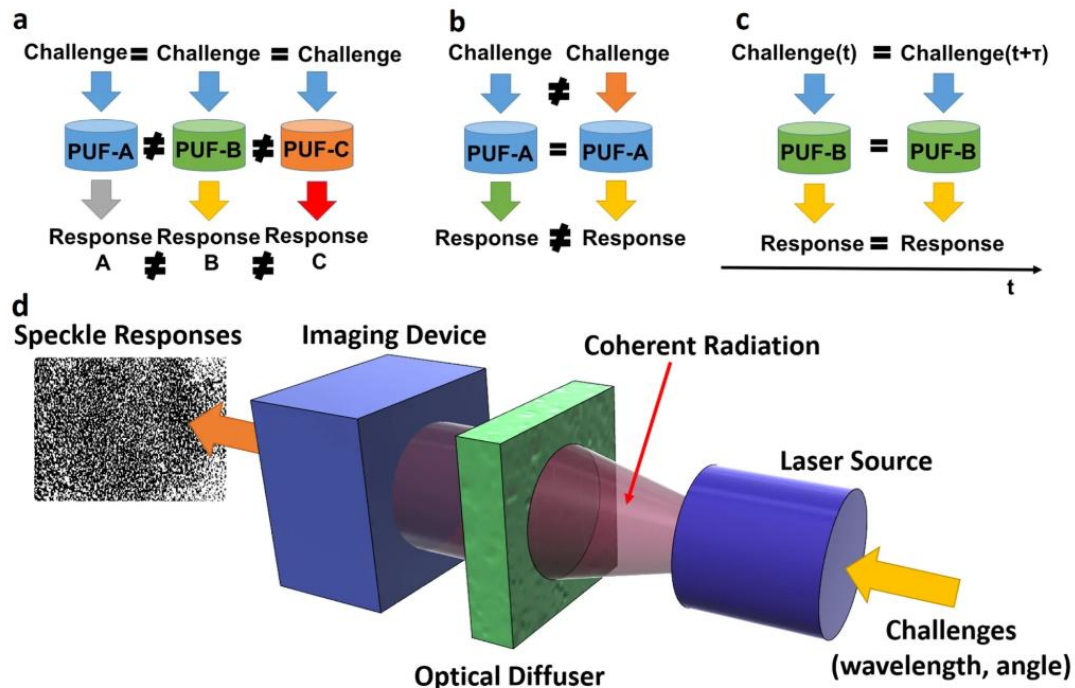 a
Challenge = Challenge = Challenge
PUF-A ≠ PUF-B ≠ PUF-C
Response Response Response
A ≠ B ≠ C
b
Challenge ≠ Challenge
PUF-A = PUF-A
Response ≠ Response
c
Challenge(t) = Challenge(t+τ)
PUF-B = PUF-B
Response = Response
t
d
Speckle Responses
Imaging Device
Coherent Radiation
Laser Source
Optical Diffuser
Challenges
(wavelength, angle)